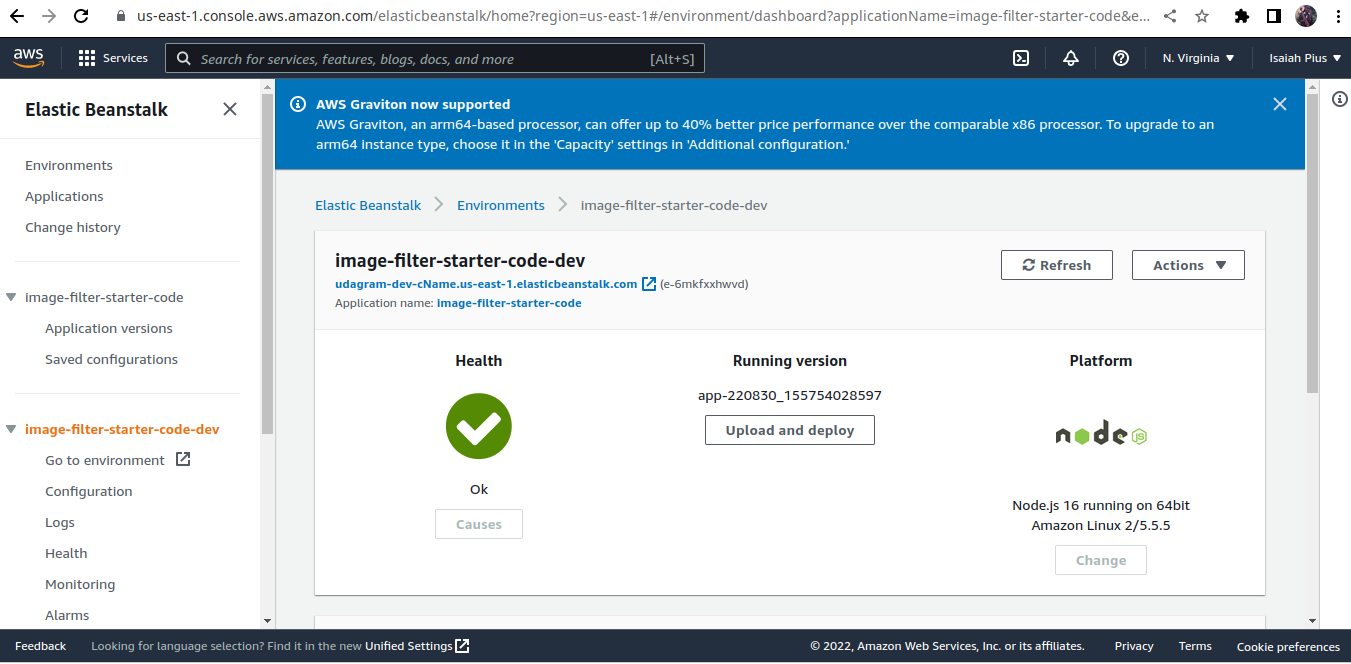 us-east-1.console.aws.amazon.com/elasticbeanstalk/home?region=us-east-1#/environment/dashboard?applicationName=image-filter-starter-code&e...
aws Services Search for services, features, blogs, docs, and more [Alt+S] N. Virginia ▼ Isaiah Pius ▼
Elastic Beanstalk
Environments
Applications
Change history
image-filter-starter-code
Application versions
Saved configurations
image-filter-starter-code-dev
Go to environment
Configuration
Logs
Health
Monitoring
Alarms
AWS Graviton now supported
AWS Graviton, an arm64-based processor, can offer up to 40% better price performance over the comparable x86 processor. To upgrade to an
arm64 instance type, choose it in the 'Capacity' settings in 'Additional configuration.'
Elastic Beanstalk > Environments > image-filter-starter-code-dev
image-filter-starter-code-dev
udagram-dev-cName.us-east-1.elasticbeanstalk.com (e-6mkfxxhwvd)
Application name: image-filter-starter-code
Refresh
Actions ▼
Health
Ok
Causes
Running version
app-220830_155754028597
Upload and deploy
Platform
node JS
Node.js 16 running on 64bit
Amazon Linux 2/5.5.5
Change
Feedback Looking for language selection? Find it in the new Unified Settings © 2022, Amazon Web Services, Inc. or its affiliates. Privacy Terms Cookie preferences